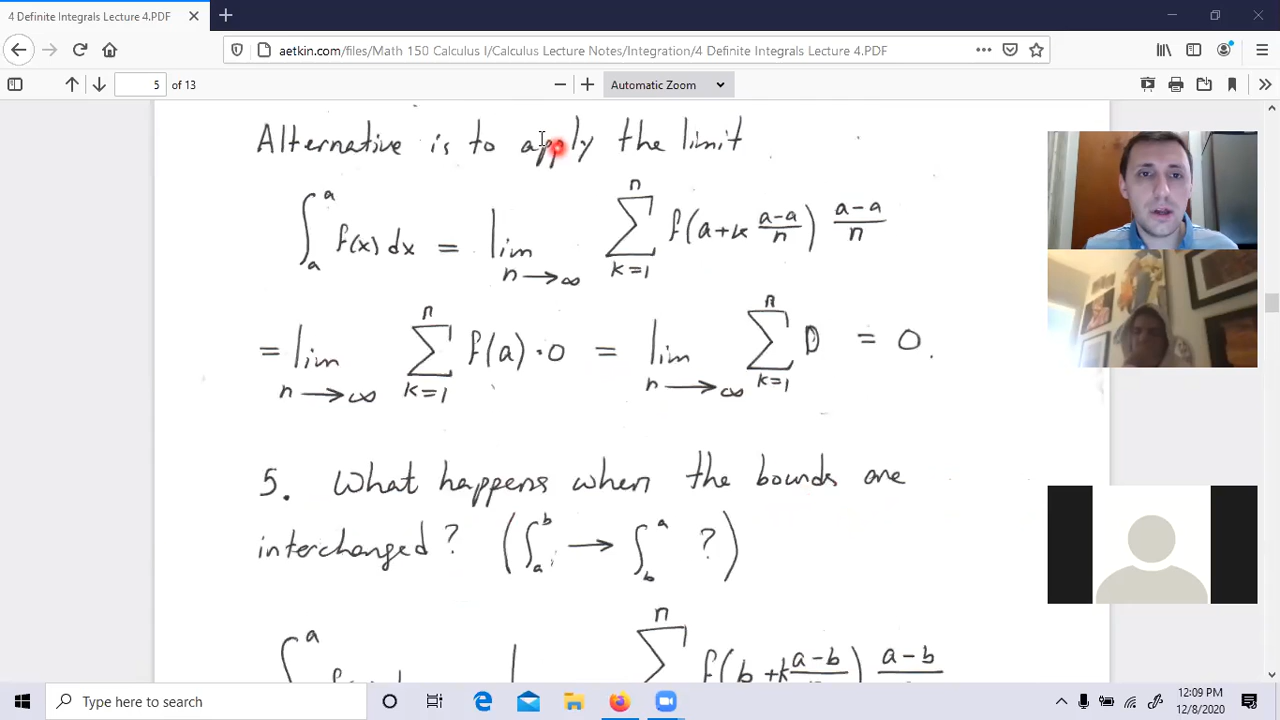 4 Definite Integrals Lecture 4.PDF
aetkin.com/files/Math 150 Calculus I/Calculus Lecture Notes/Integration/4 Definite Integrals Lecture 4.PDF
5 of 13
Automatic Zoom
Alternative is to apply the limit
∫_a^a f(x) dx = lim_{n→∞} ∑_{k=1}^n f(a+k (a-a)/n) (a-a)/n
= lim_{n→∞} ∑_{k=1}^n f(a)·0 = lim_{n→∞} ∑_{k=1}^n 0 = 0.
5. What happens when the bounds are
interchanged? (∫_a^b → ∫_b^a ?)
Type here to search
12:09 PM
12/8/2020